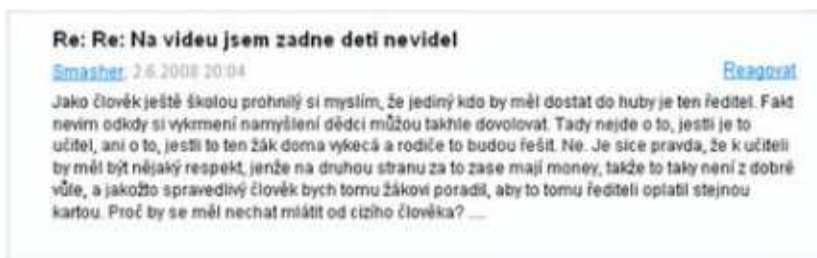 Re: Re: Na videu jsem zadne deti nevidel
Smasher, 2.6.2008 20:04 Reagovat
Jako člověk ještě školou prohnilý si myslím, že jediný kdo by měl dostat do huby je ten ředitel. Fakt
nevim odkdy si vykrmení namyšlení dědci můžou takhle dovolovat. Tady nejde o to, jestli je to
učitel, ani o to, jestli to ten žák doma vykecá a rodiče to budou řešit. Ne. Je sice pravda, že k učiteli
by měl být nějaký respekt, jenže na druhou stranu za to zase mají money, takže to taky není z dobré
vůle, a jakožto spravedlivý člověk bych tomu žákovi poradil, aby to tomu řediteli oplatil stejnou
kartou. Proč by se měl nechat mlátit od cizího člověka? ....